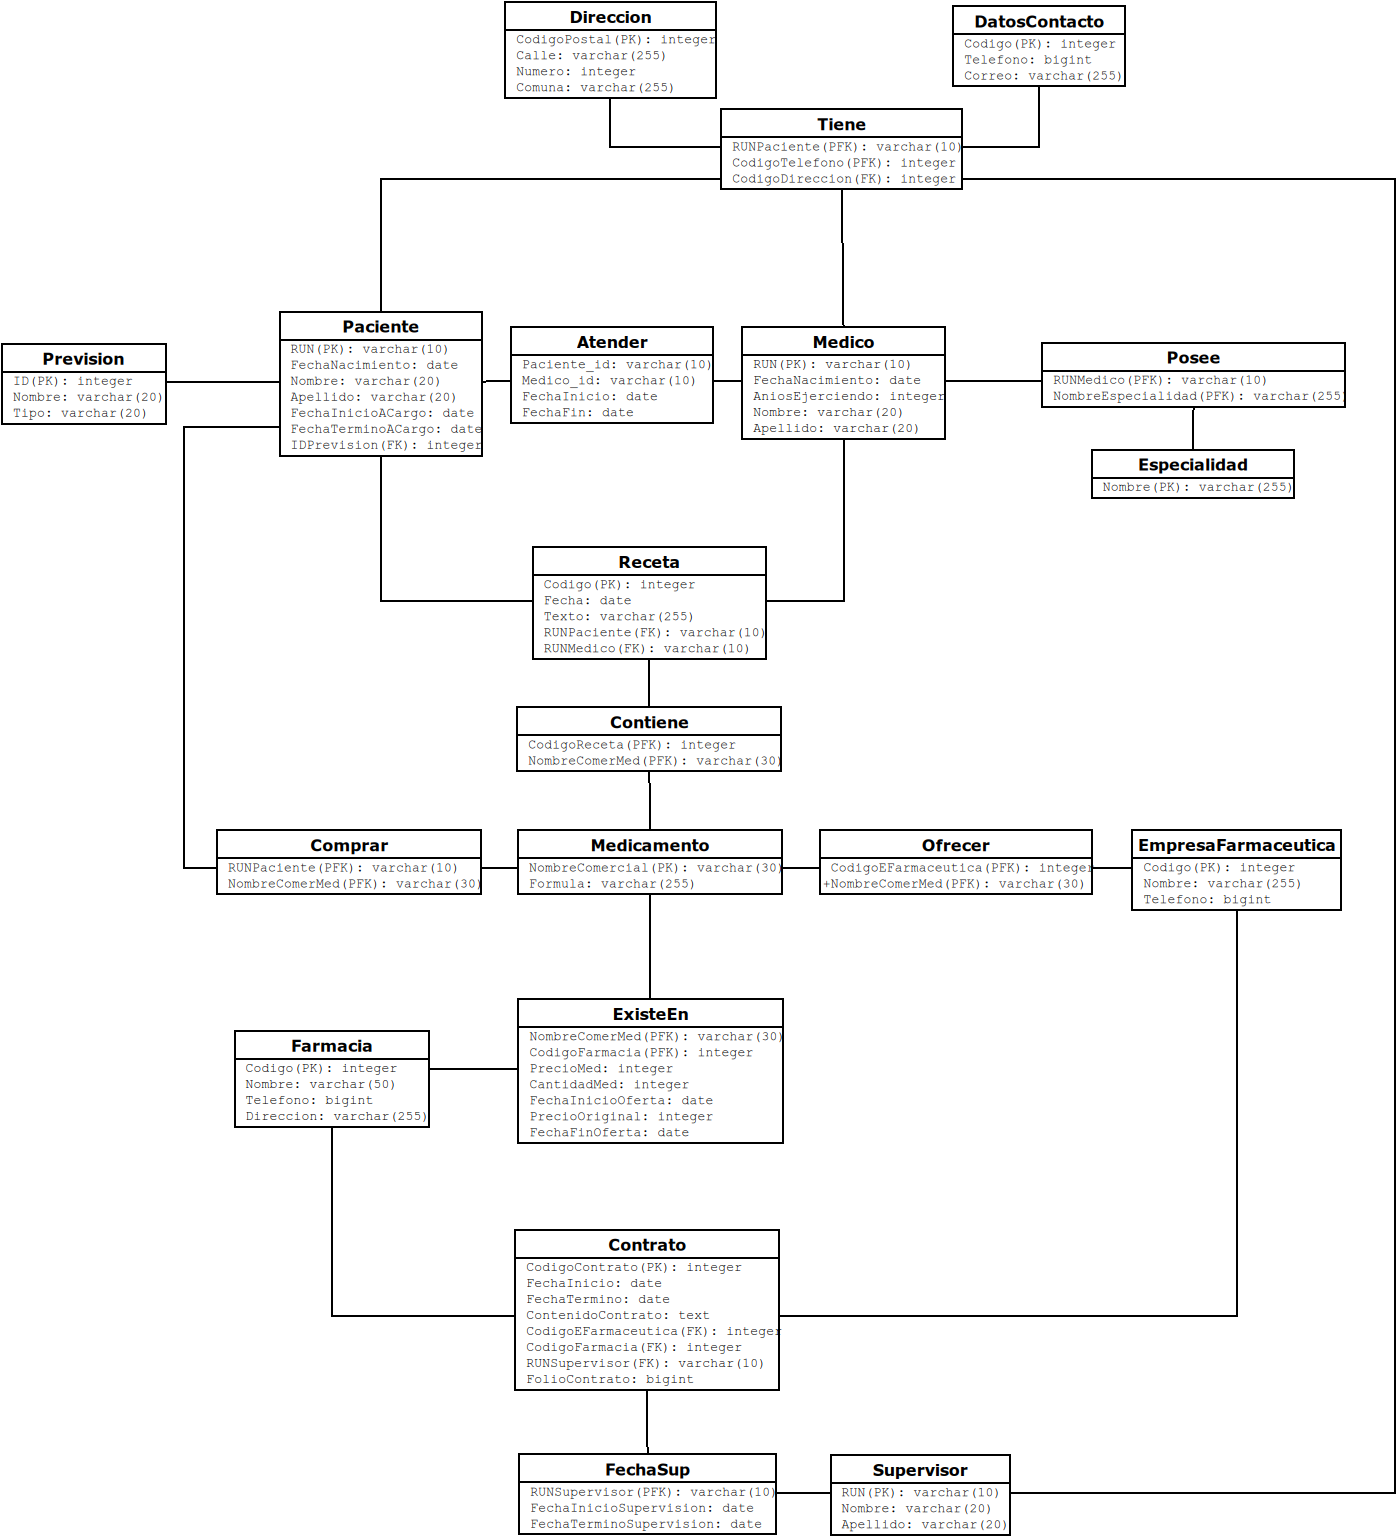 Direccion
CodigoPostal(PK): integer
Calle: varchar(255)
Numero: integer
Comuna: varchar(255)
DatosContacto
Codigo(PK): integer
Telefono: bigint
Correo: varchar(255)
Tiene
RUNPaciente(PFK): varchar(10)
CodigoTelefono(PFK): integer
CodigoDireccion(FK): integer
Prevision
ID(PK): integer
Nombre: varchar(20)
Tipo: varchar(20)
Paciente
RUN(PK): varchar(10)
FechaNacimiento: date
Nombre: varchar(20)
Apellido: varchar(20)
FechaInicioACargo: date
FechaTerminoACargo: date
IDPrevision(FK): integer
Atender
Paciente_id: varchar(10)
Medico_id: varchar(10)
FechaInicio: date
FechaFin: date
Medico
RUN(PK): varchar(10)
FechaNacimiento: date
AniosEjerciendo: integer
Nombre: varchar(20)
Apellido: varchar(20)
Posee
RUNMedico(PFK): varchar(10)
NombreEspecialidad(PFK): varchar(255)
Especialidad
Nombre(PK): varchar(255)
Receta
Codigo(PK): integer
Fecha: date
Texto: varchar(255)
RUNPaciente(FK): varchar(10)
RUNMedico(FK): varchar(10)
Contiene
CodigoReceta(PFK): integer
NombreComerMed(PFK): varchar(30)
Comprar
RUNPaciente(PFK): varchar(10)
NombreComerMed(PFK): varchar(30)
Medicamento
NombreComercial(PK): varchar(30)
Formula: varchar(255)
Ofrecer
CodigoEFarmaceutica(PFK): integer
+NombreComerMed(PFK): varchar(30)
EmpresaFarmaceutica
Codigo(PK): integer
Nombre: varchar(255)
Telefono: bigint
Farmacia
Codigo(PK): integer
Nombre: varchar(50)
Telefono: bigint
Direccion: varchar(255)
ExisteEn
NombreComerMed(PFK): varchar(30)
CodigoFarmacia(PFK): integer
PrecioMed: integer
CantidadMed: integer
FechaInicioOferta: date
PrecioOriginal: integer
FechaFinOferta: date
Contrato
CodigoContrato(PK): integer
FechaInicio: date
FechaTermino: date
ContenidoContrato: text
CodigoEFarmaceutica(FK): integer
CodigoFarmacia(FK): integer
RUNSupervisor(FK): varchar(10)
FolioContrato: bigint
FechaSup
RUNSupervisor(PFK): varchar(10)
FechaInicioSupervision: date
FechaTerminoSupervision: date
Supervisor
RUN(PK): varchar(10)
Nombre: varchar(20)
Apellido: varchar(20)